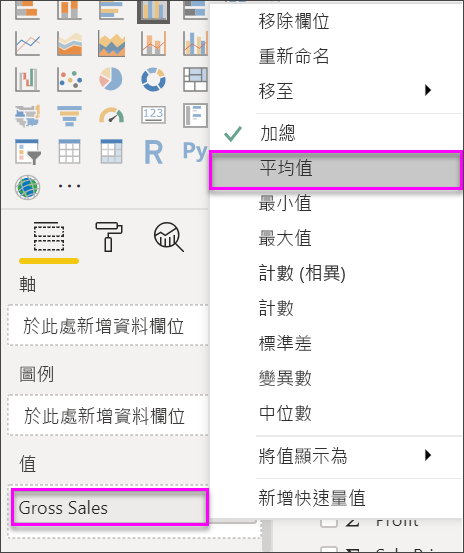 移除欄位
重新命名
移至
加總
平均值
最小值
最大值
計數 (相異)
計數
標準差
變異數
中位數
將值顯示為
新增快速量值
123
R
Py
軸
於此處新增資料欄位
圖例
於此處新增資料欄位
值
Gross Sales
Profit